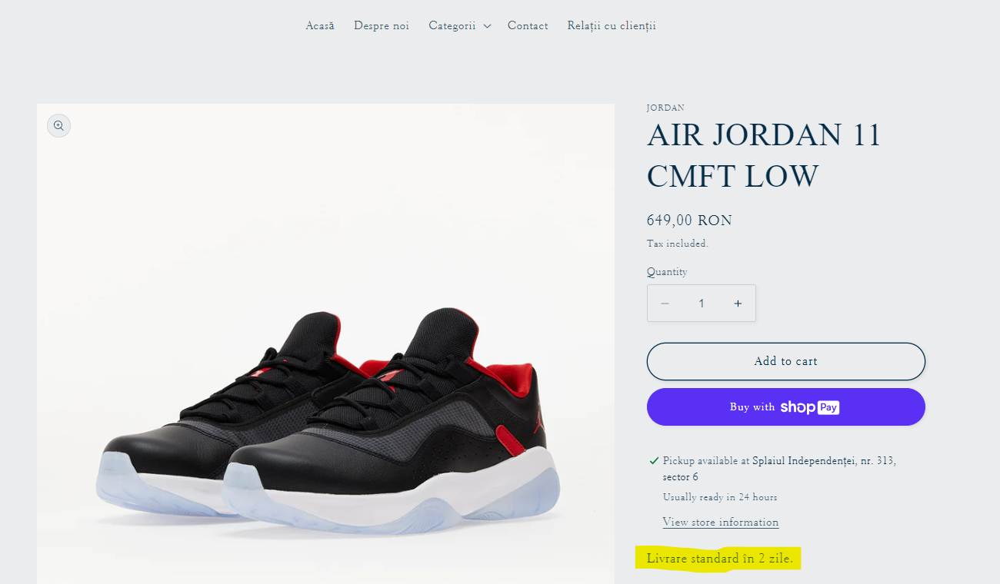 Acasă Despre noi Categorii Contact Relații cu clienții
JORDAN
AIR JORDAN 11
CMFT LOW
649,00 RON
Tax included.
Quantity
1
Add to cart
Buy with shop Pay
Pickup available at Splaiul Independenței, nr. 313,
sector 6
Usually ready in 24 hours
View store information
Livrare standard în 2 zile.